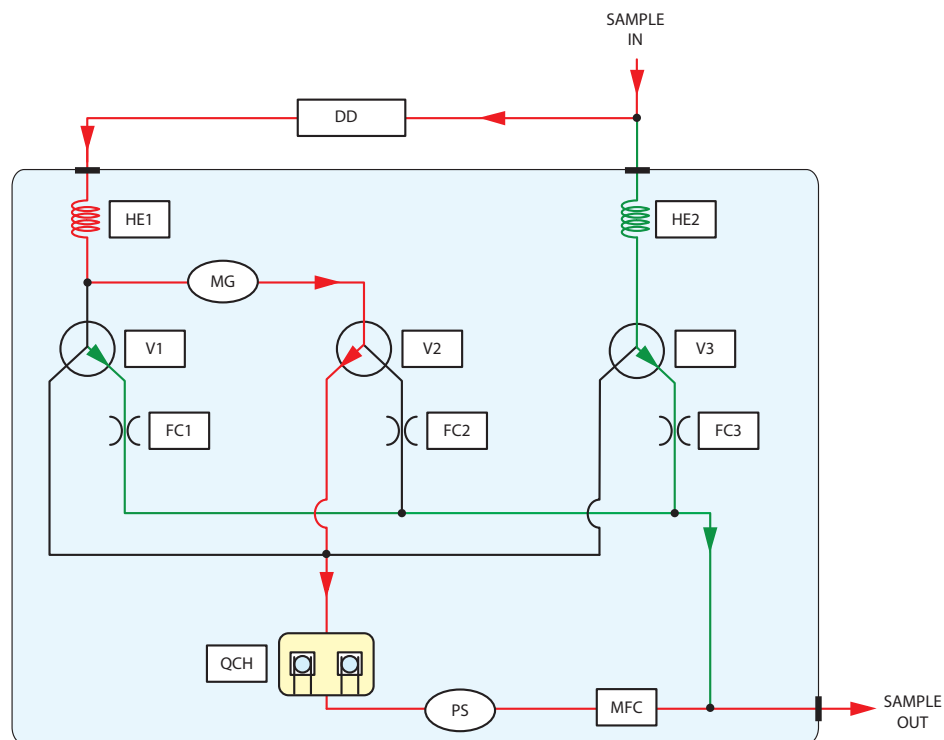 SAMPLE
IN
DD
HE1
HE2
MG
V1
V2
V3
FC1
FC2
FC3
QCH
PS
MFC
SAMPLE
OUT